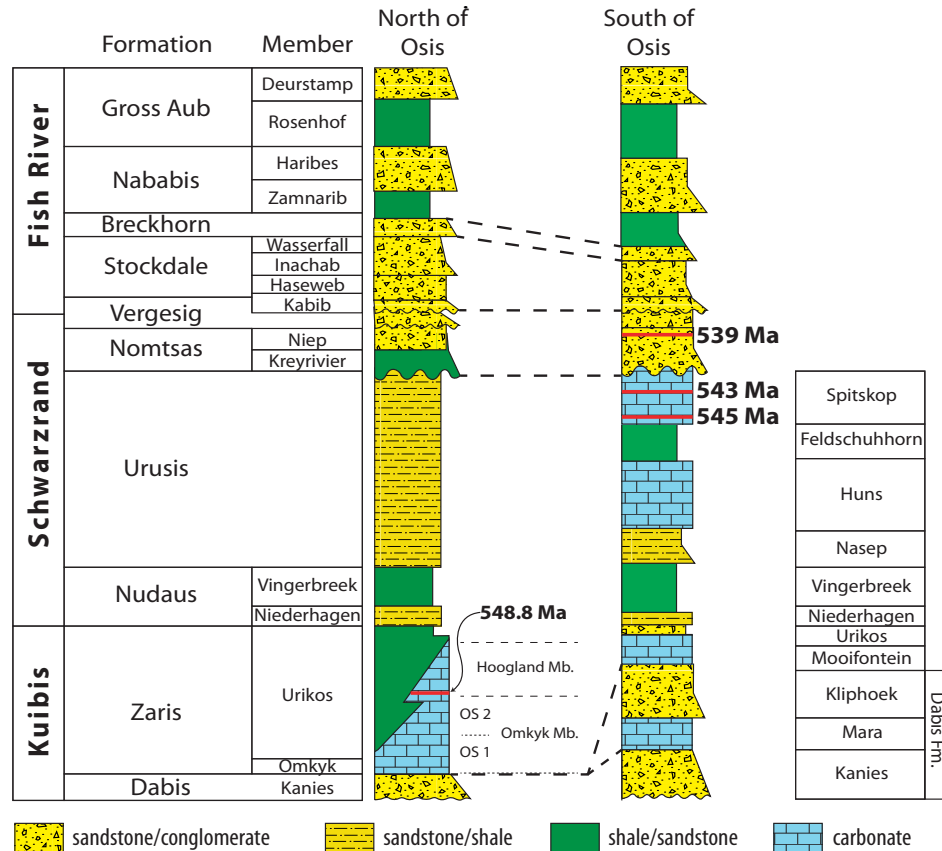 North of
Osis
South of
Osis
Formation
Member
Fish River
Schwarzrand
Kuibis
Gross Aub
Deurstamp
Rosenhof
Nababis
Haribes
Zamnarib
Breckhorn
Stockdale
Wasserfall
Inachab
Haseweb
Kabib
Vergesig
Nomtsas
Niep
Kreyrivier
Urusis
Nudaus
Vingerbreek
Niederhagen
Zaris
Urikos
Omkyk
Dabis
Kanies
548.8 Ma
Hoogland Mb.
OS 2
Omkyk Mb.
OS 1
539 Ma
543 Ma
545 Ma
Spitskop
Feldschuhhorn
Huns
Nasep
Vingerbreek
Niederhagen
Urikos
Mooifontein
Kliphoek
Mara
Kanies
Dabis Fm.
sandstone/conglomerate
sandstone/shale
shale/sandstone
carbonate